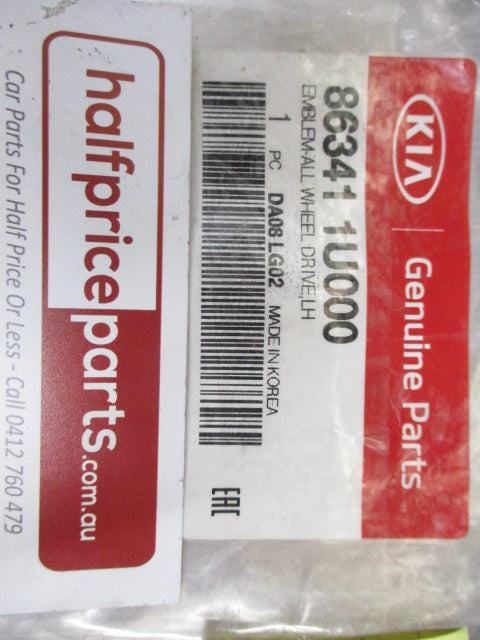 KIA
Genuine Parts
86341 1U000
EMBLEM-ALL WHEEL DRIVE,LH
1 PC DA08 LG02 MADE IN KOREA
EAC
halfpriceparts.com.au
Car Parts For Half Price Or Less - Call 0412 760 479